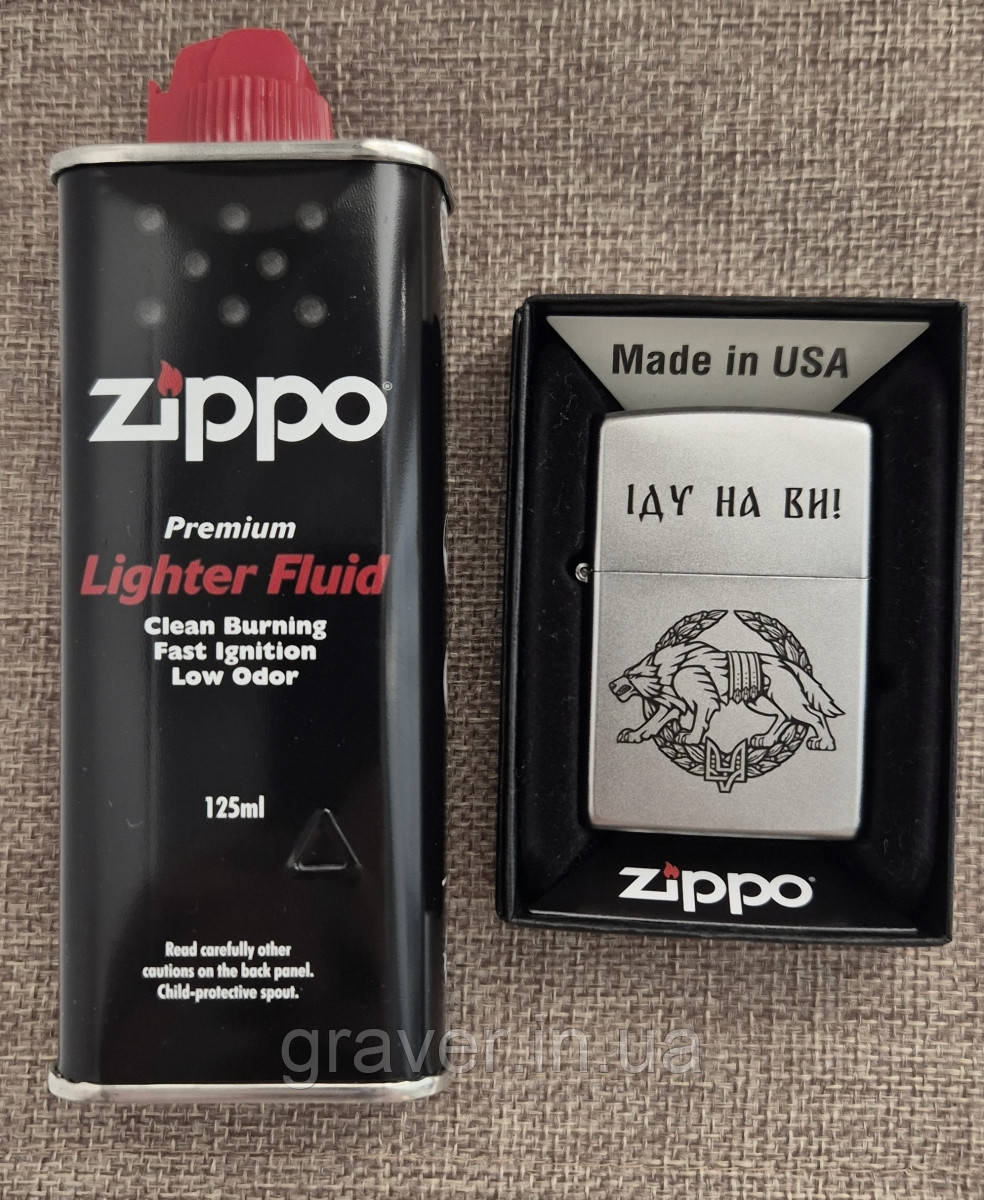 zippo
Premium
Lighter Fluid
Clean Burning
Fast Ignition
Low Odor
125ml
Read carefully other
cautions on the back panel.
Child-protective spout.
Made in USA
ІДУ НА ВИ!
zippo
graver.in.ua